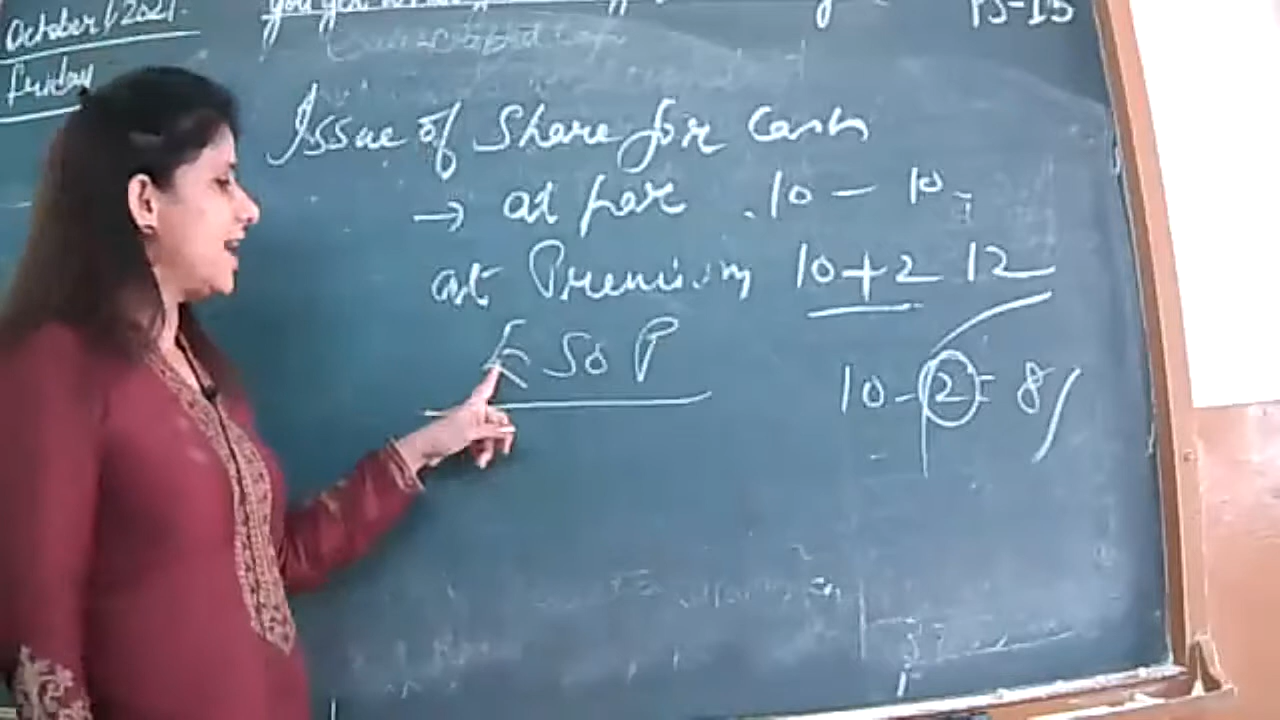 October/2021.
Friday
PS-15
Issue of Share for Cash
→ at par .10 – 10
at Premium 10+2 12
ESOP
10-2=8/